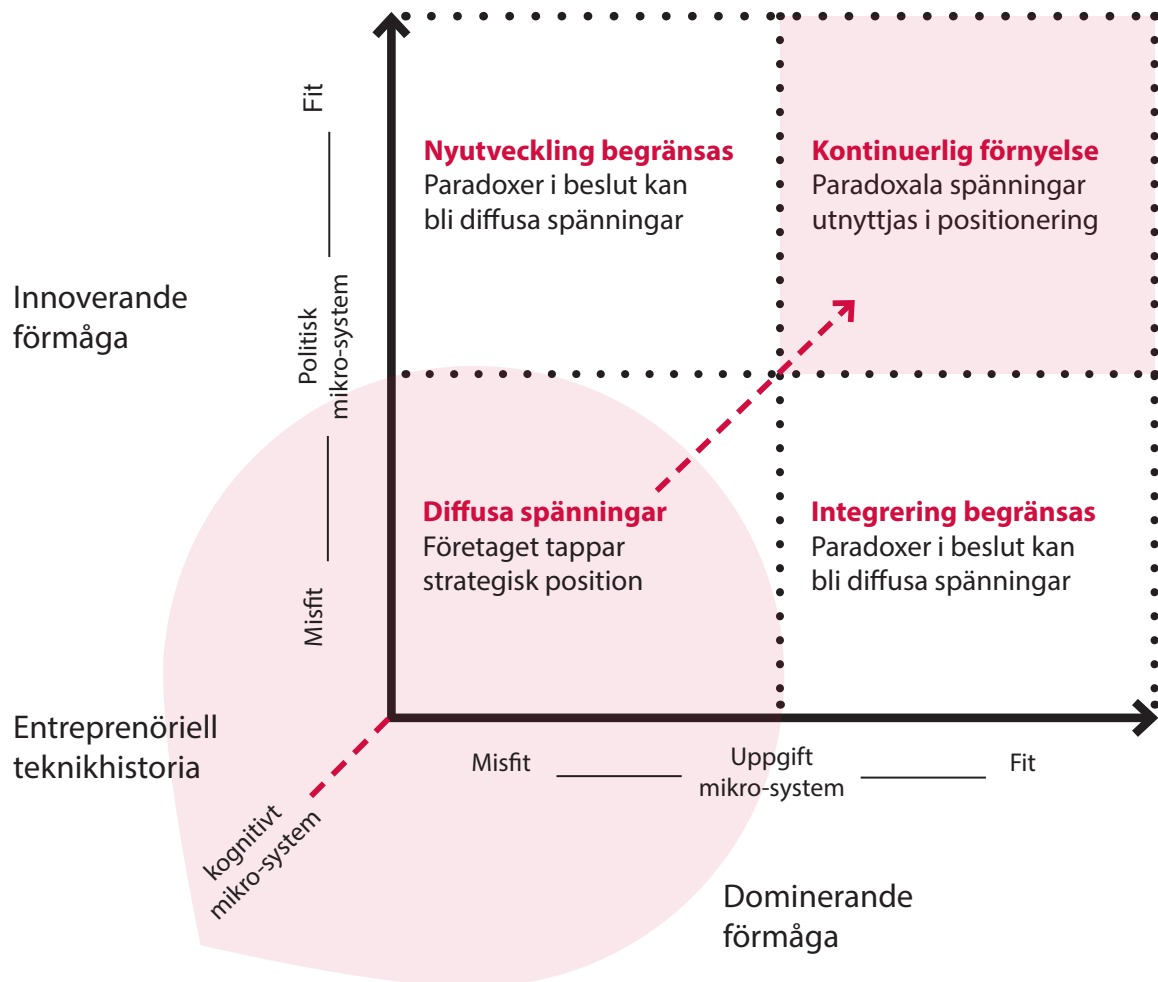 Fit
Politisk
mikro-system
Misfit
Innoverande
förmåga
Nyutveckling begränsas
Paradoxer i beslut kan
bli diffusa spänningar
Kontinuerlig förnyelse
Paradoxala spänningar
utnyttjas i positionering
Diffusa spänningar
Företaget tappar
strategisk position
Integrering begränsas
Paradoxer i beslut kan
bli diffusa spänningar
Entreprenöriell
teknikhistoria
Misfit
Uppgift
mikro-system
Fit
kognitivt
mikro-system
Dominerande
förmåga